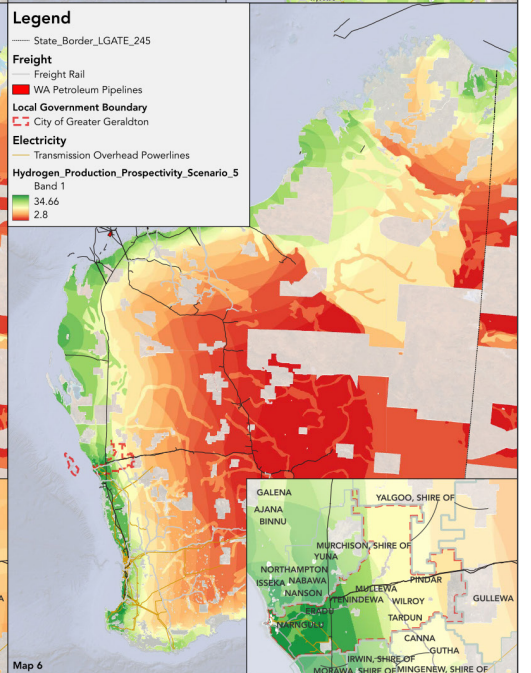 Legend
State_Border_LGATE_245
Freight
Freight Rail
WA Petroleum Pipelines
Local Government Boundary
City of Greater Geraldton
Electricity
Transmission Overhead Powerlines
Hydrogen_Production_Prospectivity_Scenario_5
Band 1
34.66
2.8
GALENA
YALGOO, SHIRE OF
AJANA
BINNU
MURCHISON, SHIRE OF
YUNA
NORTHAMPTON
ISSEKA NABAWA
PINDAR
NANSON
MULLEWA
TENINDEWA
WILROY
GULLEWA
ERADU
NARNGULU
TARDUN
CANNA
GUTHA
IRWIN, SHIRE OF
MORAWA, SHIRE OF
MINGENEW, SHIRE OF
Map 6